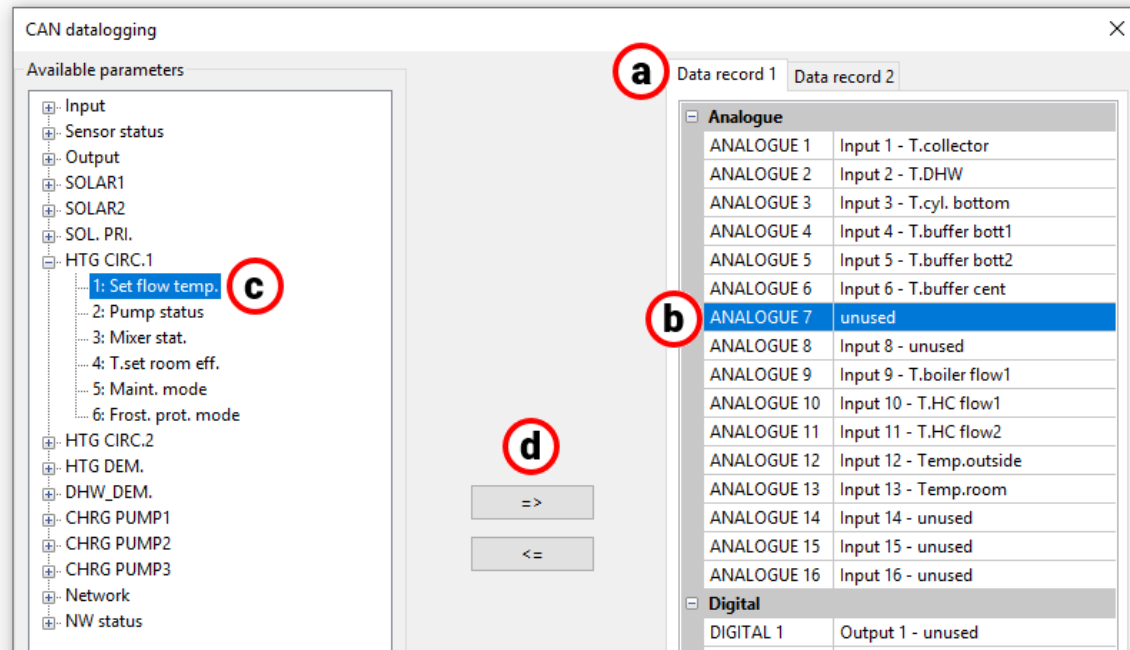 CAN datalogging
Available parameters
Input
Sensor status
Output
SOLAR1
SOLAR2
SOL. PRI.
HTG CIRC.1
1: Set flow temp.
c
2: Pump status
3: Mixer stat.
4: T.set room eff.
5: Maint. mode
6: Frost. prot. mode
HTG CIRC.2
HTG DEM.
DHW_DEM.
CHRG PUMP1
CHRG PUMP2
CHRG PUMP3
Network
NW status
d
=>
<=
a
Data record 1 Data record 2
Analogue
ANALOGUE 1 Input 1 - T.collector
ANALOGUE 2 Input 2 - T.DHW
ANALOGUE 3 Input 3 - T.cyl. bottom
ANALOGUE 4 Input 4 - T.buffer bott1
ANALOGUE 5 Input 5 - T.buffer bott2
ANALOGUE 6 Input 6 - T.buffer cent
b
ANALOGUE 7 unused
ANALOGUE 8 Input 8 - unused
ANALOGUE 9 Input 9 - T.boiler flow1
ANALOGUE 10 Input 10 - T.HC flow1
ANALOGUE 11 Input 11 - T.HC flow2
ANALOGUE 12 Input 12 - Temp.outside
ANALOGUE 13 Input 13 - Temp.room
ANALOGUE 14 Input 14 - unused
ANALOGUE 15 Input 15 - unused
ANALOGUE 16 Input 16 - unused
Digital
DIGITAL 1 Output 1 - unused